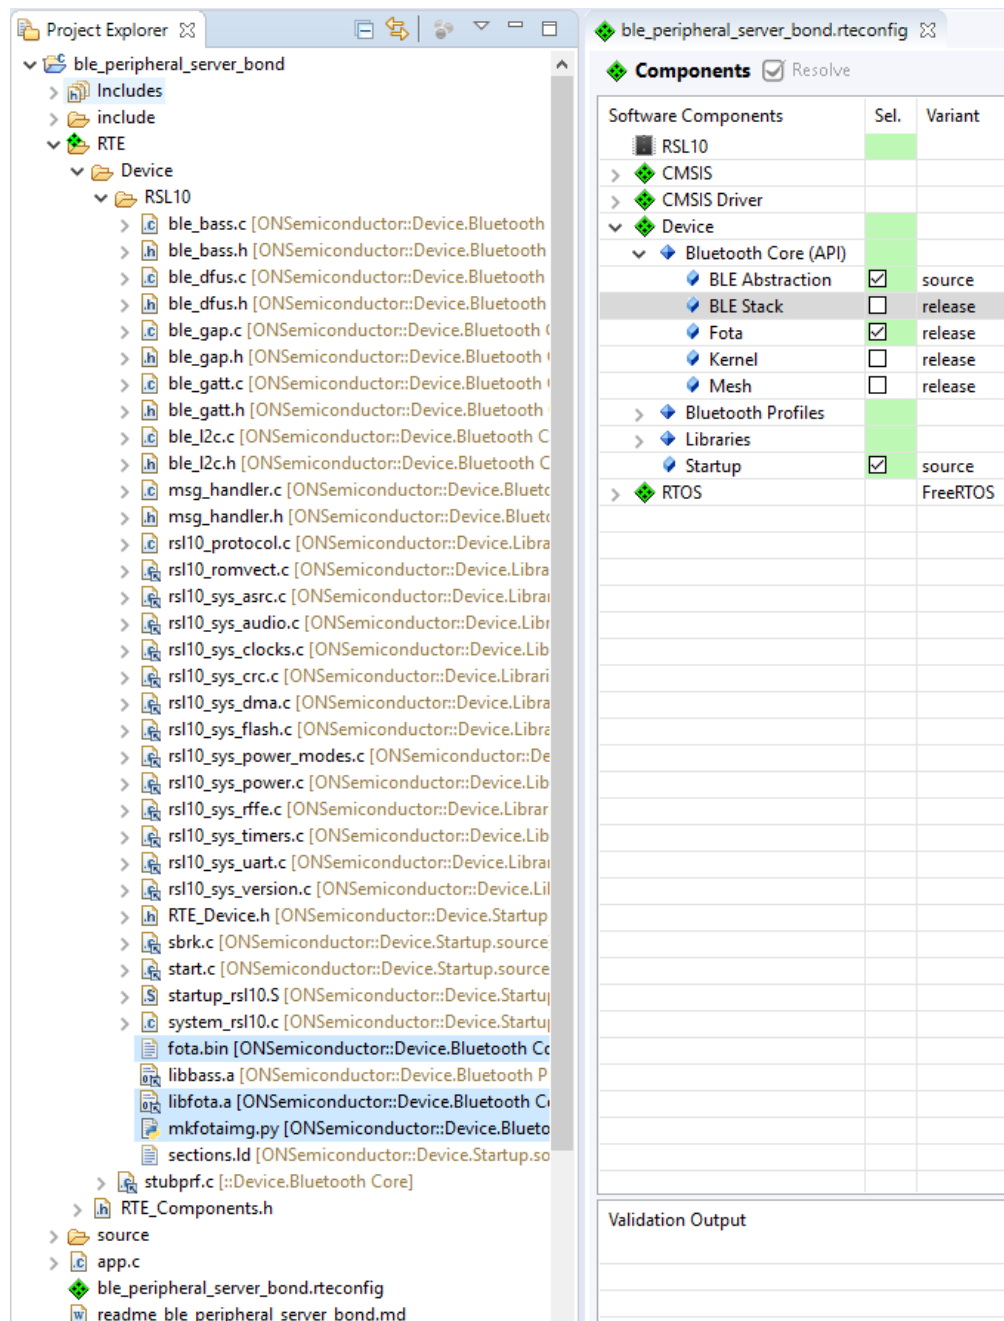 Project Explorer
ble_peripheral_server_bond
Includes
include
RTE
Device
RSL10
ble_bass.c [ONSemiconductor::Device.Bluetooth
ble_bass.h [ONSemiconductor::Device.Bluetooth
ble_dfus.c [ONSemiconductor::Device.Bluetooth
ble_dfus.h [ONSemiconductor::Device.Bluetooth
ble_gap.c [ONSemiconductor::Device.Bluetooth
ble_gap.h [ONSemiconductor::Device.Bluetooth
ble_gatt.c [ONSemiconductor::Device.Bluetooth
ble_gatt.h [ONSemiconductor::Device.Bluetooth
ble_l2c.c [ONSemiconductor::Device.Bluetooth C
ble_l2c.h [ONSemiconductor::Device.Bluetooth C
msg_handler.c [ONSemiconductor::Device.Bluetc
msg_handler.h [ONSemiconductor::Device.Bluet
rsl10_protocol.c [ONSemiconductor::Device.Libra
rsl10_romvect.c [ONSemiconductor::Device.Libra
rsl10_sys_asrc.c [ONSemiconductor::Device.Librar
rsl10_sys_audio.c [ONSemiconductor::Device.Libr
rsl10_sys_clocks.c [ONSemiconductor::Device.Lib
rsl10_sys_crc.c [ONSemiconductor::Device.Librari
rsl10_sys_dma.c [ONSemiconductor::Device.Libra
rsl10_sys_flash.c [ONSemiconductor::Device.Libra
rsl10_sys_power_modes.c [ONSemiconductor::De
rsl10_sys_power.c [ONSemiconductor::Device.Lib
rsl10_sys_rffe.c [ONSemiconductor::Device.Librar
rsl10_sys_timers.c [ONSemiconductor::Device.Lib
rsl10_sys_uart.c [ONSemiconductor::Device.Librar
rsl10_sys_version.c [ONSemiconductor::Device.Li
RTE_Device.h [ONSemiconductor::Device.Startup
sbrk.c [ONSemiconductor::Device.Startup.source
start.c [ONSemiconductor::Device.Startup.source
startup_rsl10.S [ONSemiconductor::Device.Startu
system_rsl10.c [ONSemiconductor::Device.Startu
fota.bin [ONSemiconductor::Device.Bluetooth Co
libbass.a [ONSemiconductor::Device.Bluetooth P
libfota.a [ONSemiconductor::Device.Bluetooth C
mkfotaimg.py [ONSemiconductor::Device.Blueto
sections.ld [ONSemiconductor::Device.Startup.so
stubprf.c [::Device.Bluetooth Core]
RTE_Components.h
source
app.c
ble_peripheral_server_bond.rteconfig
readme_ble_peripheral_server_bond.md
ble_peripheral_server_bond.rteconfig
Components Resolve
Software Components Sel. Variant
RSL10
CMSIS
CMSIS Driver
Device
Bluetooth Core (API)
BLE Abstraction source
BLE Stack release
Fota release
Kernel release
Mesh release
Bluetooth Profiles
Libraries
Startup source
RTOS FreeRTOS
Validation Output